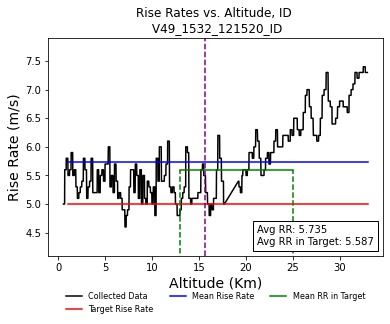 Rise Rates vs. Altitude, ID
V49_1532_121520_ID
Rise Rate (m/s)
7.5
7.0
6.5
6.0
5.5
5.0
4.5
Avg RR: 5.735
Avg RR in Target: 5.587
0 5 10 15 20 25 30
Altitude (Km)
Collected Data Mean Rise Rate Mean RR in Target
Target Rise Rate